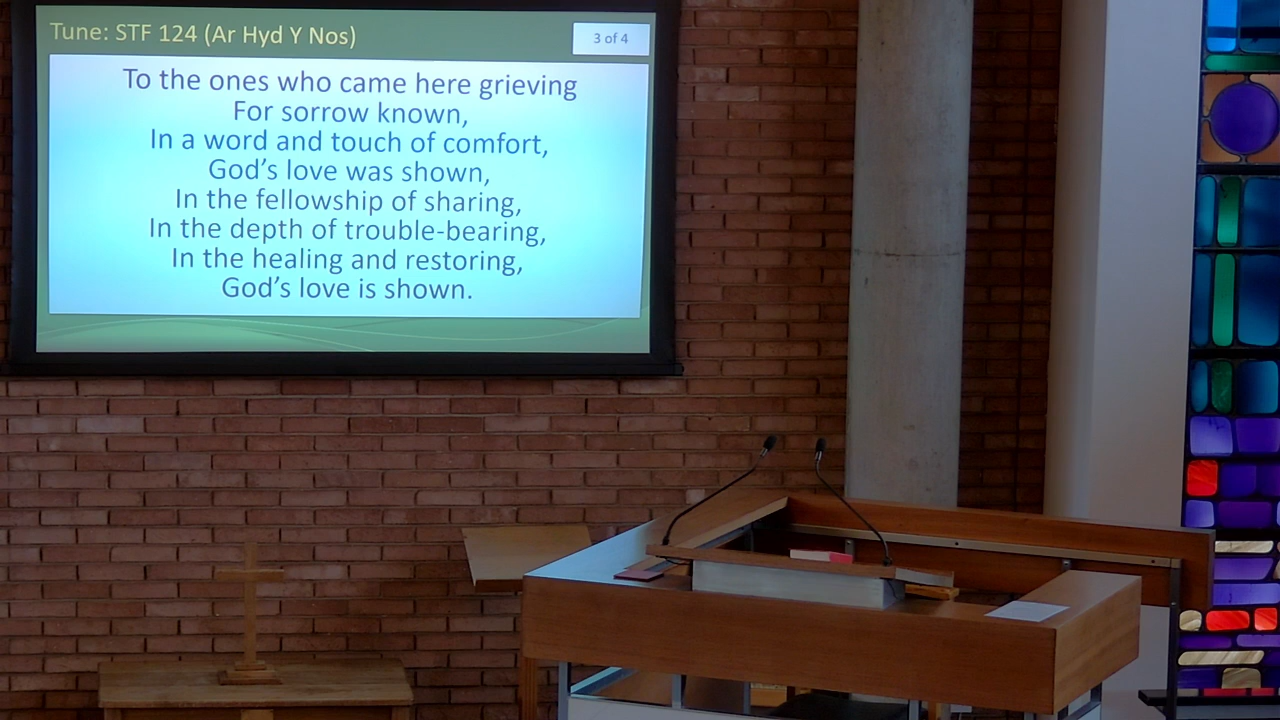 Tune: STF 124 (Ar Hyd Y Nos)
3 of 4
To the ones who came here grieving
For sorrow known,
In a word and touch of comfort,
God’s love was shown,
In the fellowship of sharing,
In the depth of trouble-bearing,
In the healing and restoring,
God’s love is shown.